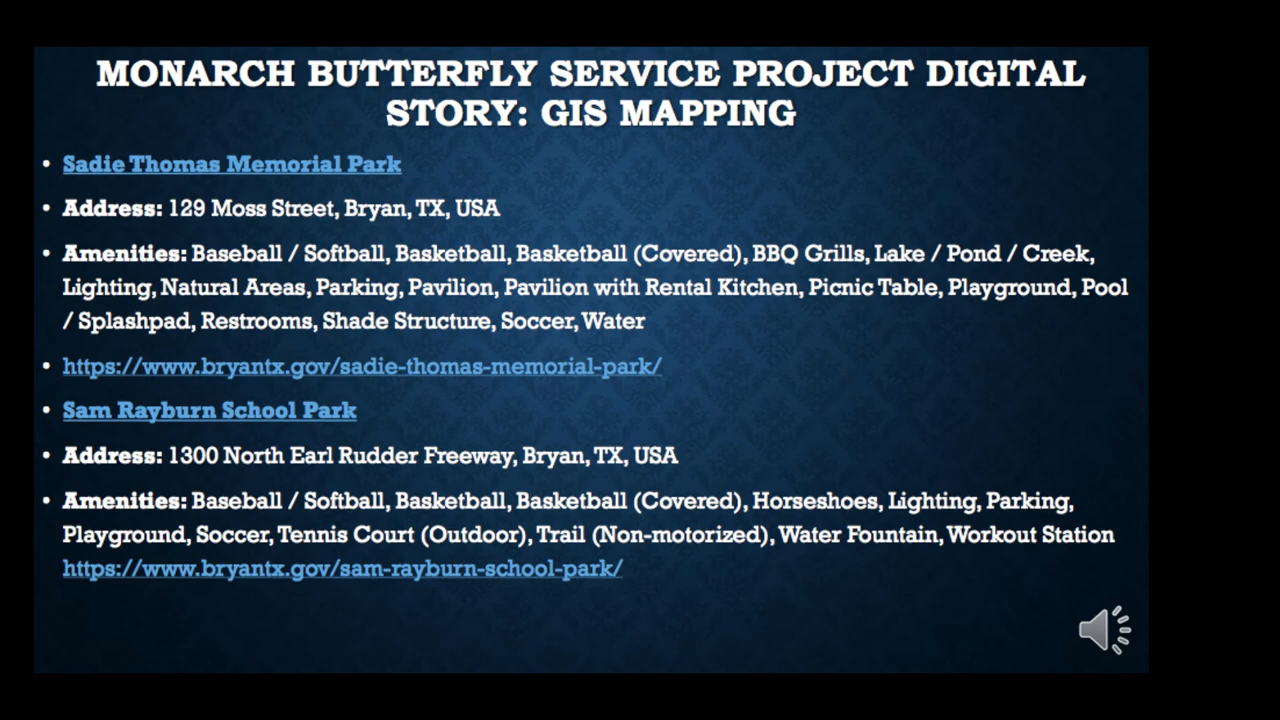 MONARCH BUTTERFLY SERVICE PROJECT DIGITAL
STORY: GIS MAPPING
• Sadie Thomas Memorial Park
• Address: 129 Moss Street, Bryan, TX, USA
• Amenities: Baseball / Softball, Basketball, Basketball (Covered), BBQ Grills, Lake / Pond / Creek,
Lighting, Natural Areas, Parking, Pavilion, Pavilion with Rental Kitchen, Picnic Table, Playground, Pool
/ Splashpad, Restrooms, Shade Structure, Soccer, Water
• https://www.bryantx.gov/sadie-thomas-memorial-park/
• Sam Rayburn School Park
• Address: 1300 North Earl Rudder Freeway, Bryan, TX, USA
• Amenities: Baseball / Softball, Basketball, Basketball (Covered), Horseshoes, Lighting, Parking,
Playground, Soccer, Tennis Court (Outdoor), Trail (Non-motorized), Water Fountain, Workout Station
https://www.bryantx.gov/sam-rayburn-school-park/